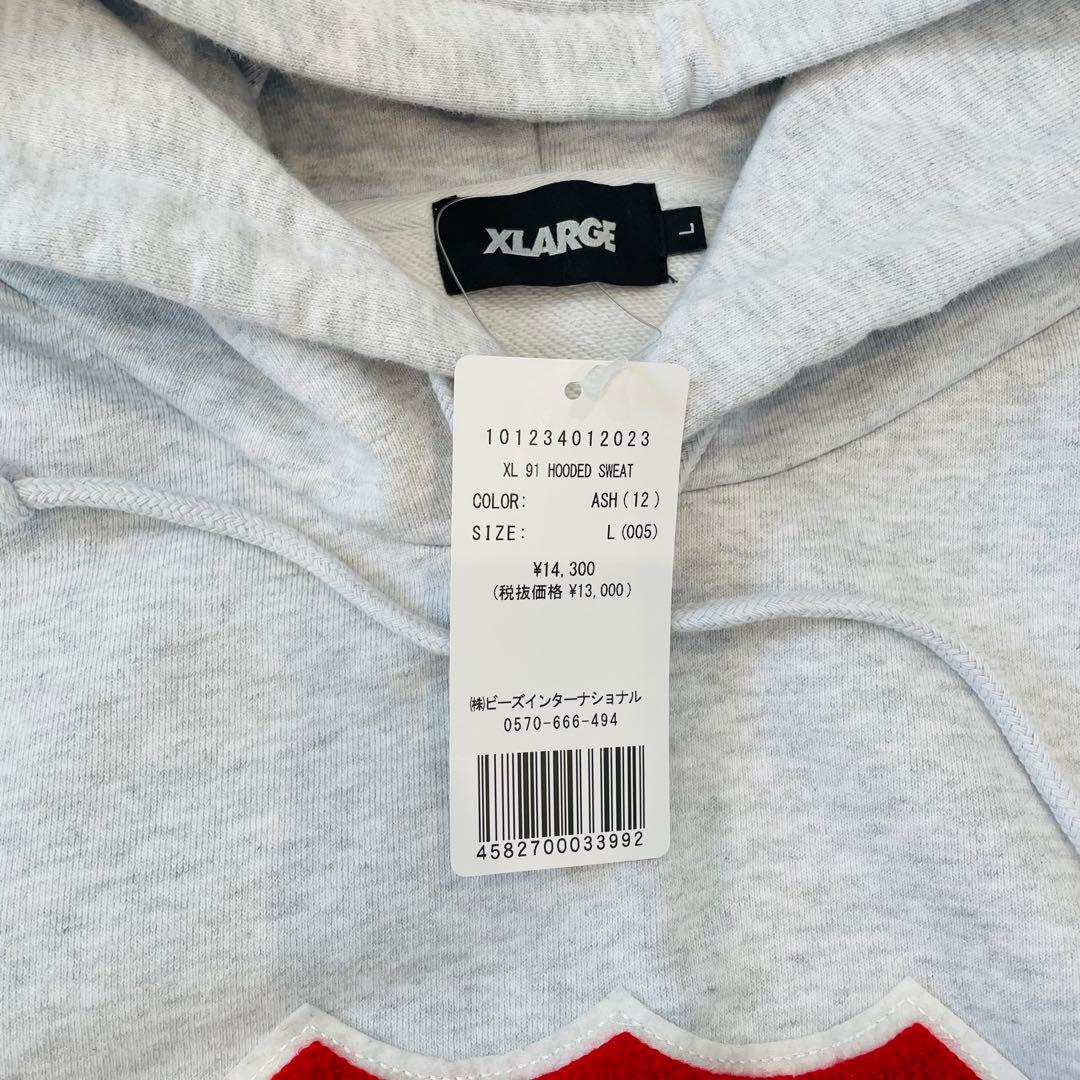 XLARGE
L
101234012023
XL 91 HOODED SWEAT
COLOR: ASH(12)
SIZE: L(005)
¥14,300
(税抜価格 ¥13,000)
㈱ビーズインターナショナル
0570-666-494
4582700033992